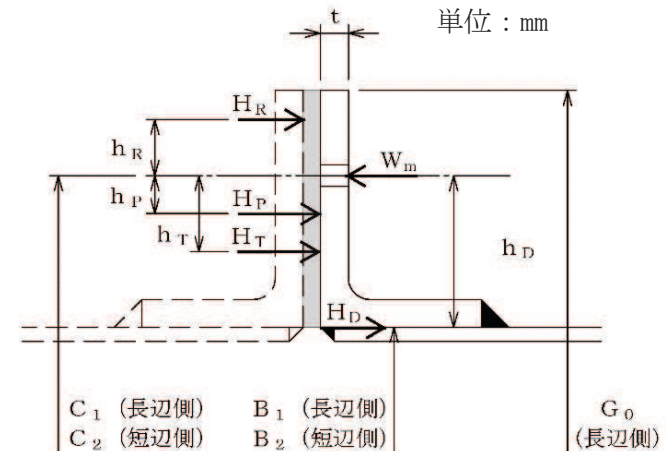 単位：mm
t
H_R
h_R
W_m
h_P
H_P
h_T
H_T
h_D
H_D
C_1 (長辺側) B_1 (長辺側) G_0
C_2 (短辺側) B_2 (短辺側) (長辺側)